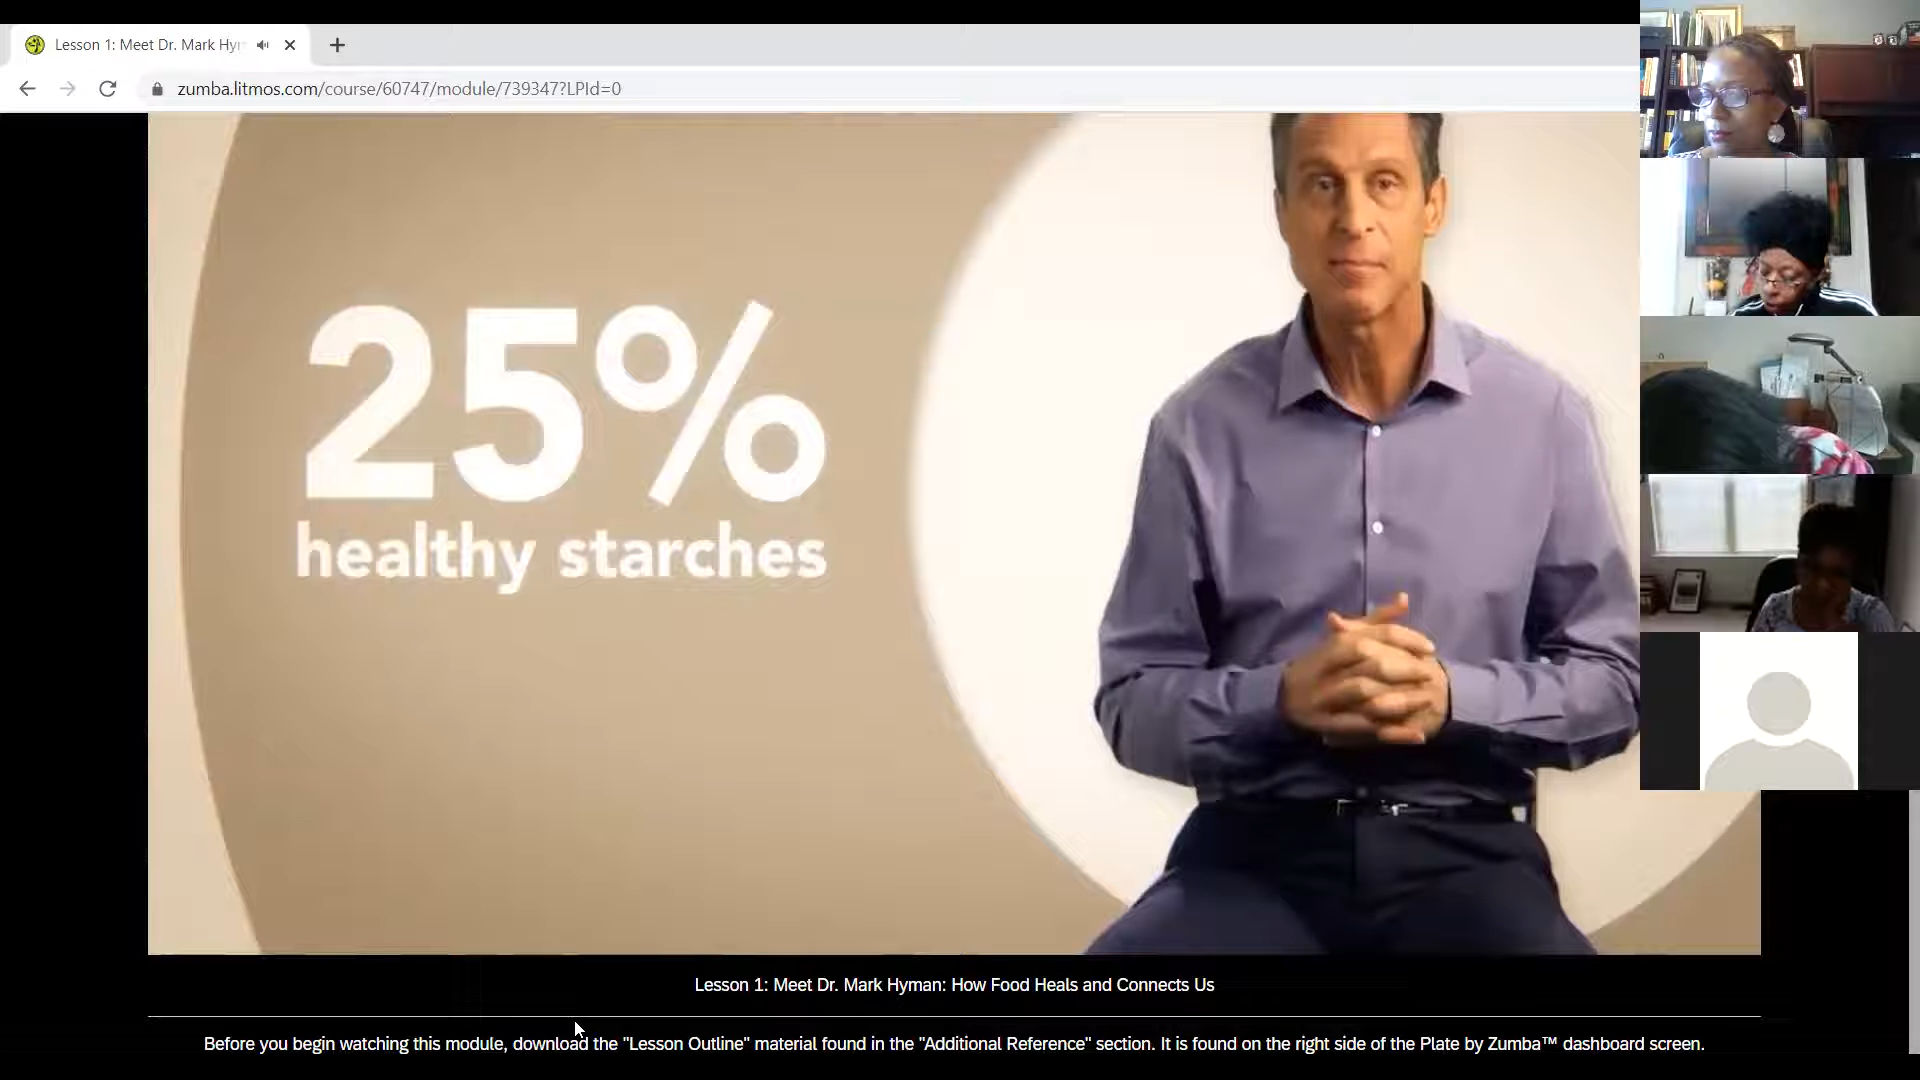 Lesson 1: Meet Dr. Mark Hyr
zumba.litmos.com/course/60747/module/739347?LPId=0
25%
healthy starches
Lesson 1: Meet Dr. Mark Hyman: How Food Heals and Connects Us
Before you begin watching this module, download the "Lesson Outline" material found in the "Additional Reference" section. It is found on the right side of the Plate by Zumba™ dashboard screen.